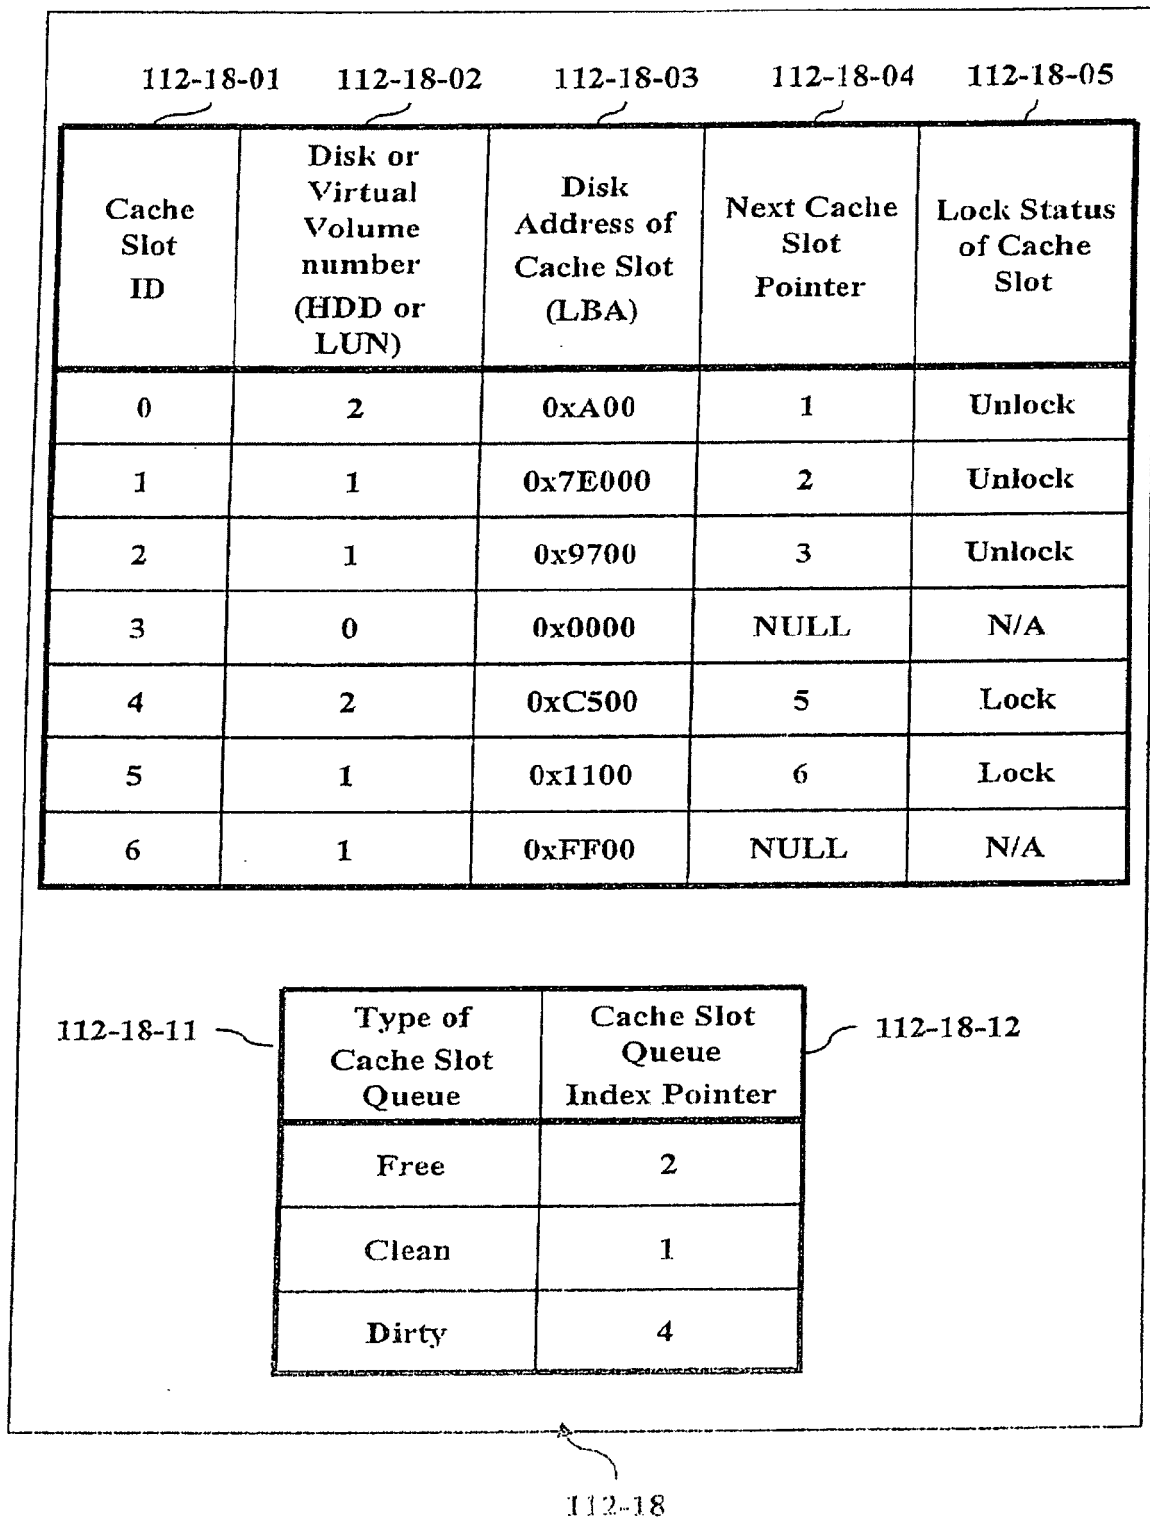 112-18-01 112-18-02 112-18-03 112-18-04 112-18-05
Cache
Slot
ID
Disk or
Virtual
Volume
number
(HDD or
LUN)
Disk
Address of
Cache Slot
(LBA)
Next Cache
Slot
Pointer
Lock Status
of Cache
Slot
0 2 0xA00 1 Unlock
1 1 0x7E000 2 Unlock
2 1 0x9700 3 Unlock
3 0 0x0000 NULL N/A
4 2 0xC500 5 Lock
5 1 0x1100 6 Lock
6 1 0xFF00 NULL N/A
112-18-11
Type of
Cache Slot
Queue
Cache Slot
Queue
Index Pointer
112-18-12
Free 2
Clean 1
Dirty 4
112-18